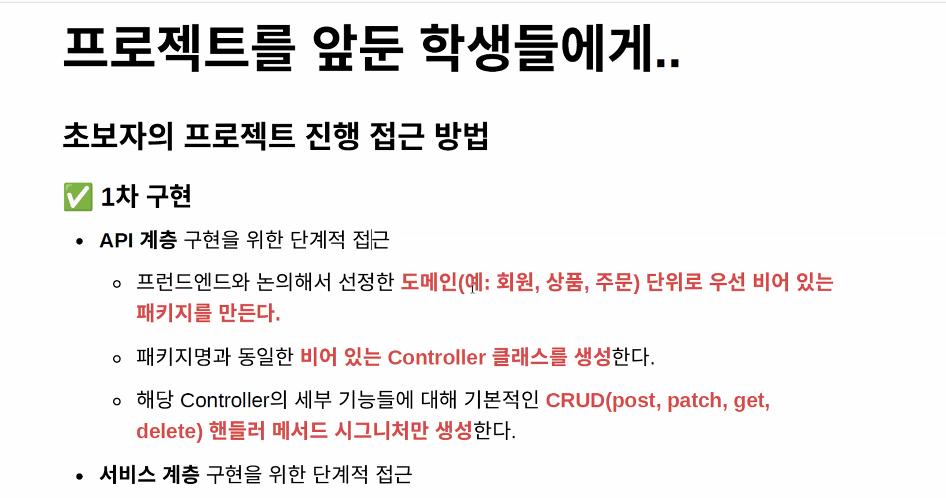 프로젝트를 앞둔 학생들에게..
초보자의 프로젝트 진행 접근 방법
✅ 1차 구현
• API 계층 구현을 위한 단계적 접근
◦ 프런드엔드와 논의해서 선정한 도메인(예: 회원, 상품, 주문) 단위로 우선 비어 있는
패키지를 만든다.
◦ 패키지명과 동일한 비어 있는 Controller 클래스를 생성한다.
◦ 해당 Controller의 세부 기능들에 대해 기본적인 CRUD(post, patch, get,
delete) 핸들러 메서드 시그니처만 생성한다.
• 서비스 계층 구현을 위한 단계적 접근